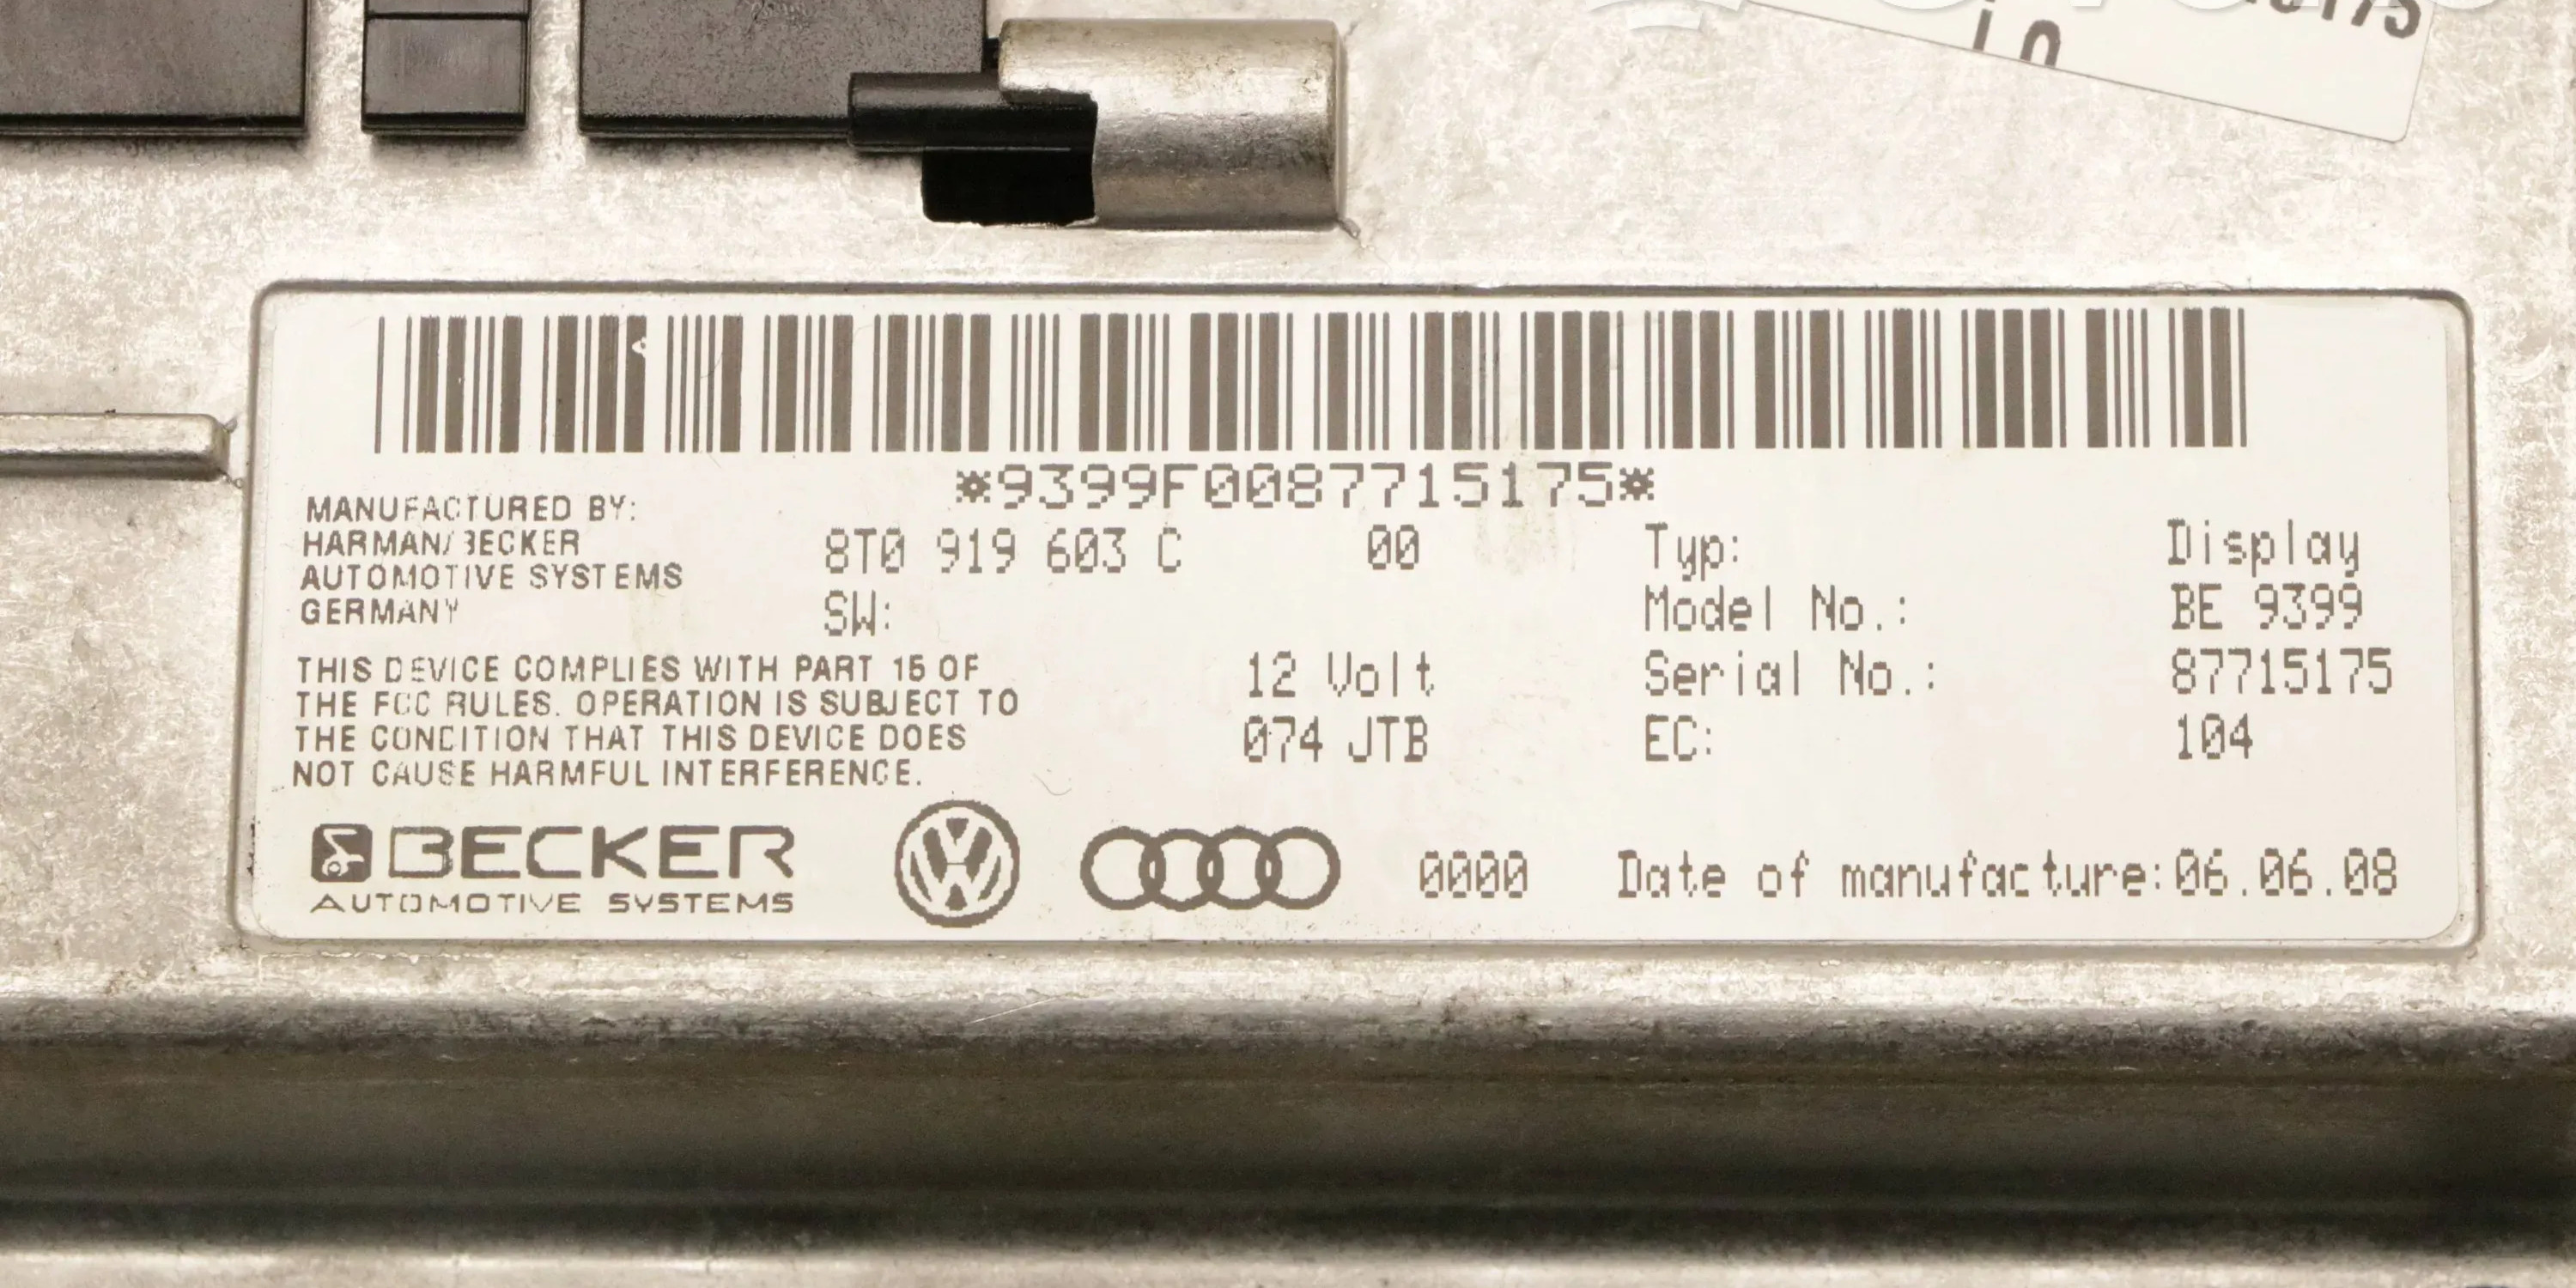 15175
*9399F0087715175*
MANUFACTURED BY:
HARMAN/BECKER
AUTOMOTIVE SYSTEMS
GERMANY
8T0 919 603 C 00
SW:
Typ: Display
Model No.: BE 9399
Serial No.: 87715175
EC: 104
12 Volt
074 JTB
THIS DEVICE COMPLIES WITH PART 15 OF
THE FCC RULES. OPERATION IS SUBJECT TO
THE CONDITION THAT THIS DEVICE DOES
NOT CAUSE HARMFUL INTERFERENCE.
BECKER
AUTOMOTIVE SYSTEMS
VW
0000 Date of manufacture:06.06.08